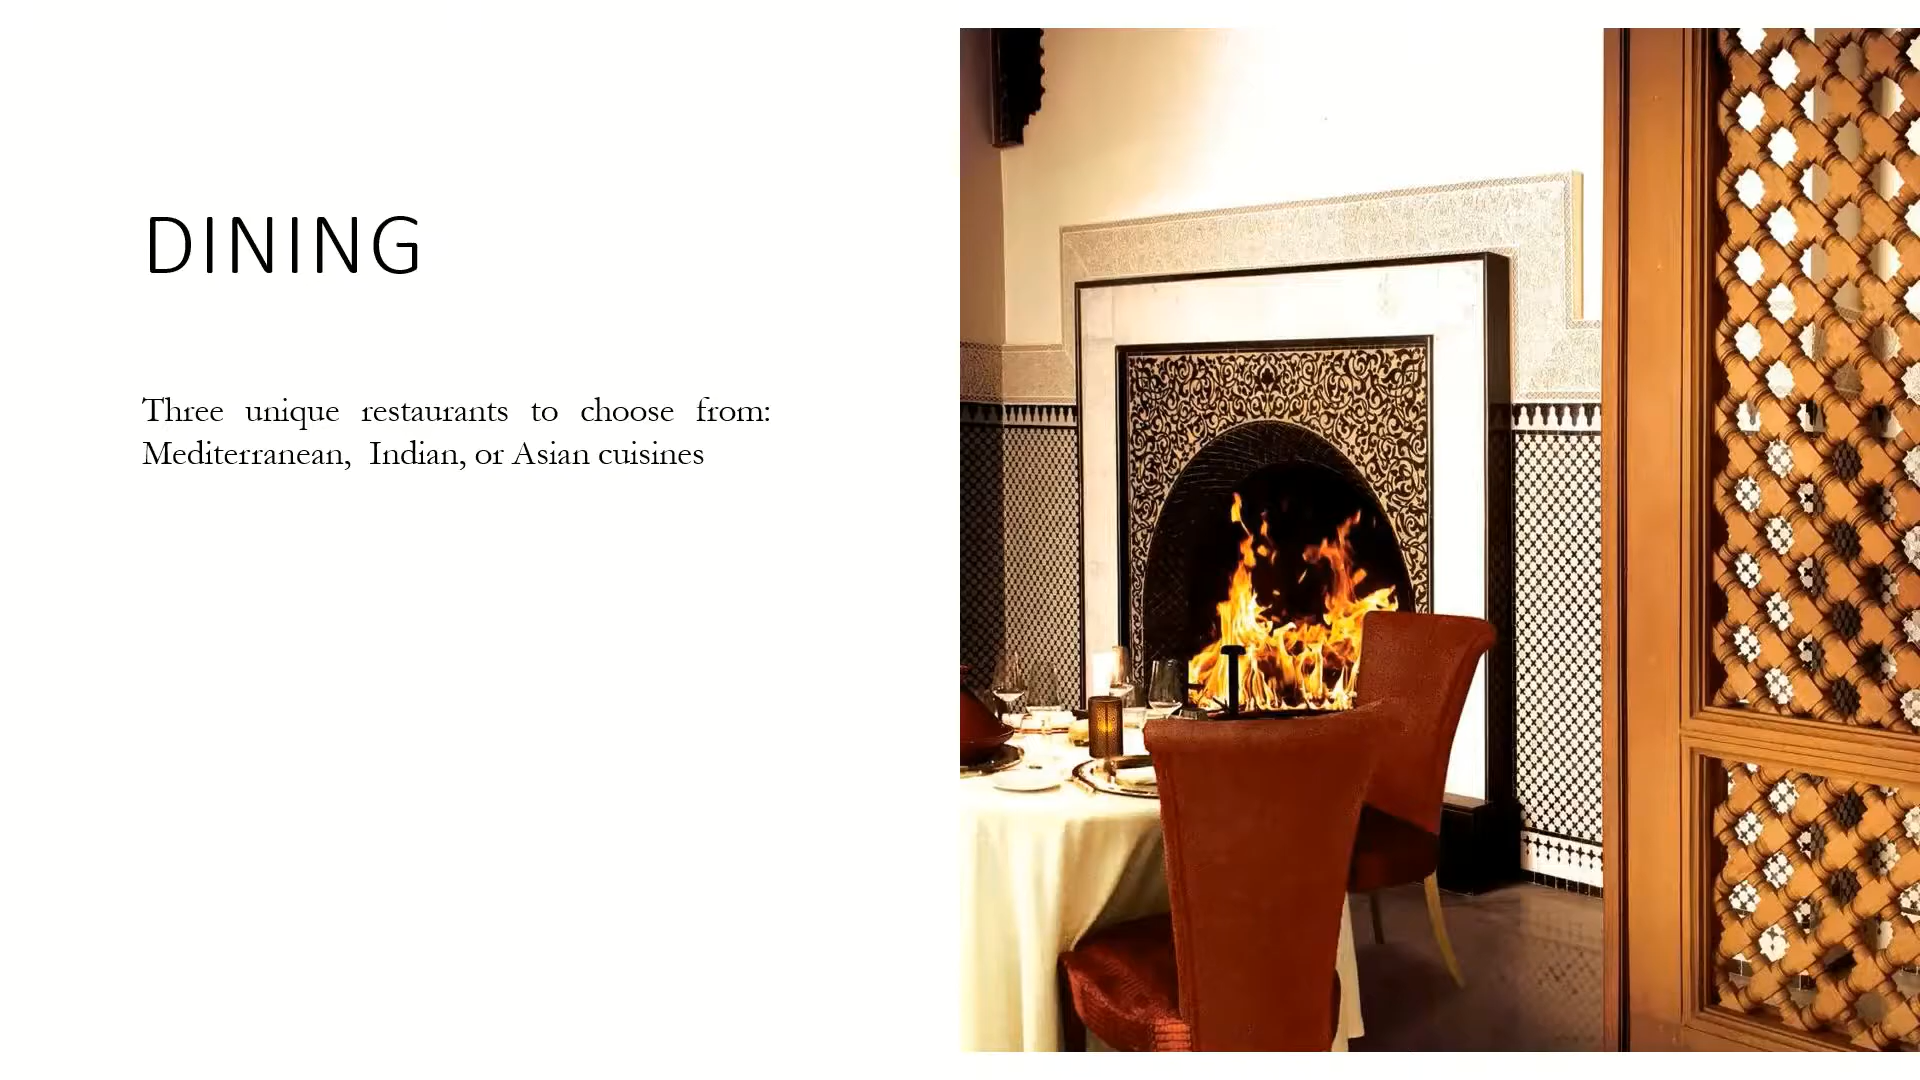 DINING
Three unique restaurants to choose from:
Mediterranean,  Indian, or Asian cuisines